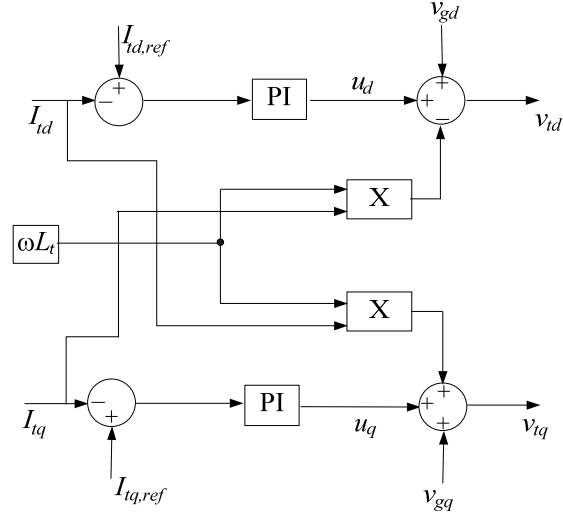 v_gd
I_td,ref
+
−
PI
u_d
+
+
−
I_td
v_td
X
ωL_t
X
−
+
PI
+
+
+
I_tq
u_q
v_tq
I_tq,ref
v_gq